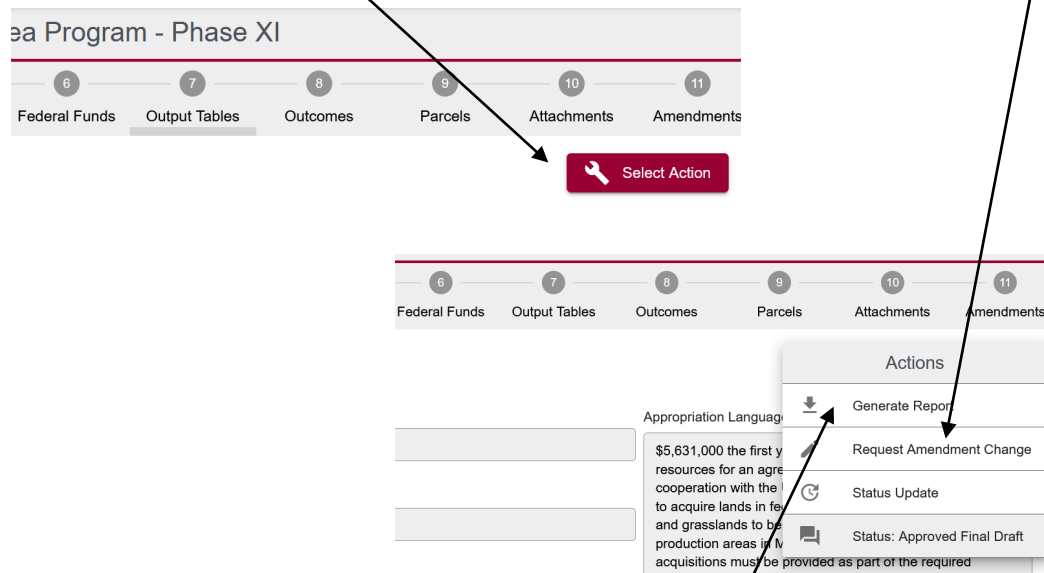 ea Program - Phase XI
6 7 8 9 10 11
Federal Funds Output Tables Outcomes Parcels Attachments Amendments
Select Action
6 7 8 9 10 11
Federal Funds Output Tables Outcomes Parcels Attachments Amendments
Actions
Generate Report
Request Amendment Change
Status Update
Status: Approved Final Draft
Appropriation Language
$5,631,000 the first y
resources for an agre
cooperation with the
to acquire lands in fe
and grasslands to be
production areas in M
acquisitions must be provided as part of the required